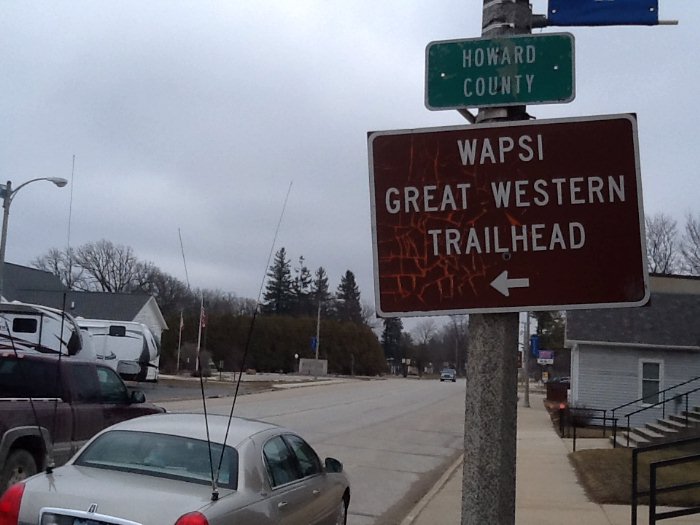 HOWARD
COUNTY
WAPSI
GREAT WESTERN
TRAILHEAD